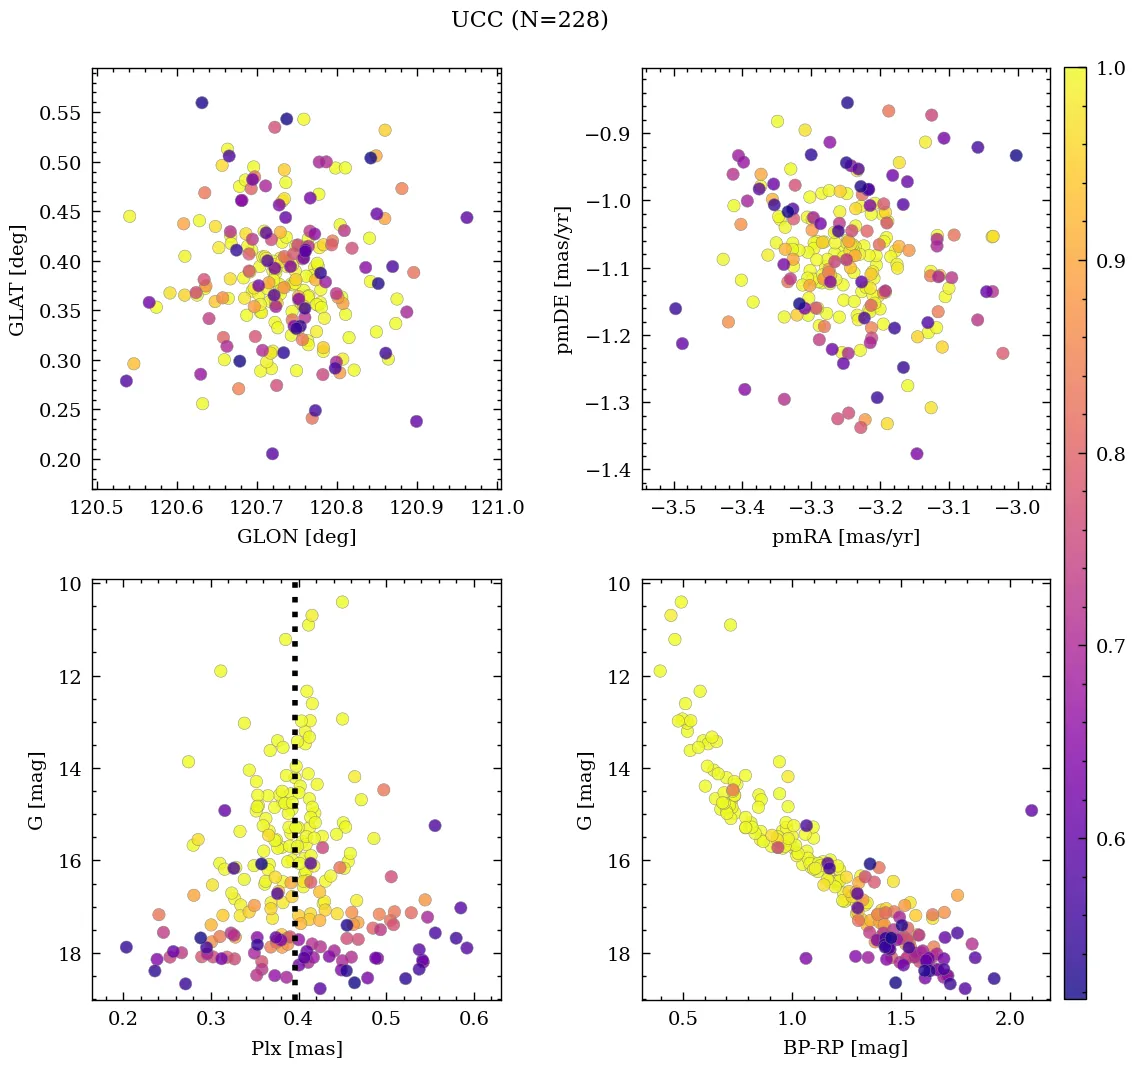 UCC (N=228)
0.55
0.50
0.45
0.40
0.35
0.30
0.25
0.20
GLAT [deg]
120.5 120.6 120.7 120.8 120.9 121.0
GLON [deg]
−0.9
−1.0
−1.1
−1.2
−1.3
−1.4
pmDE [mas/yr]
−3.5 −3.4 −3.3 −3.2 −3.1 −3.0
pmRA [mas/yr]
10
12
14
16
18
G [mag]
0.2 0.3 0.4 0.5 0.6
Plx [mas]
10
12
14
16
18
G [mag]
0.5 1.0 1.5 2.0
BP-RP [mag]
1.0
0.9
0.8
0.7
0.6